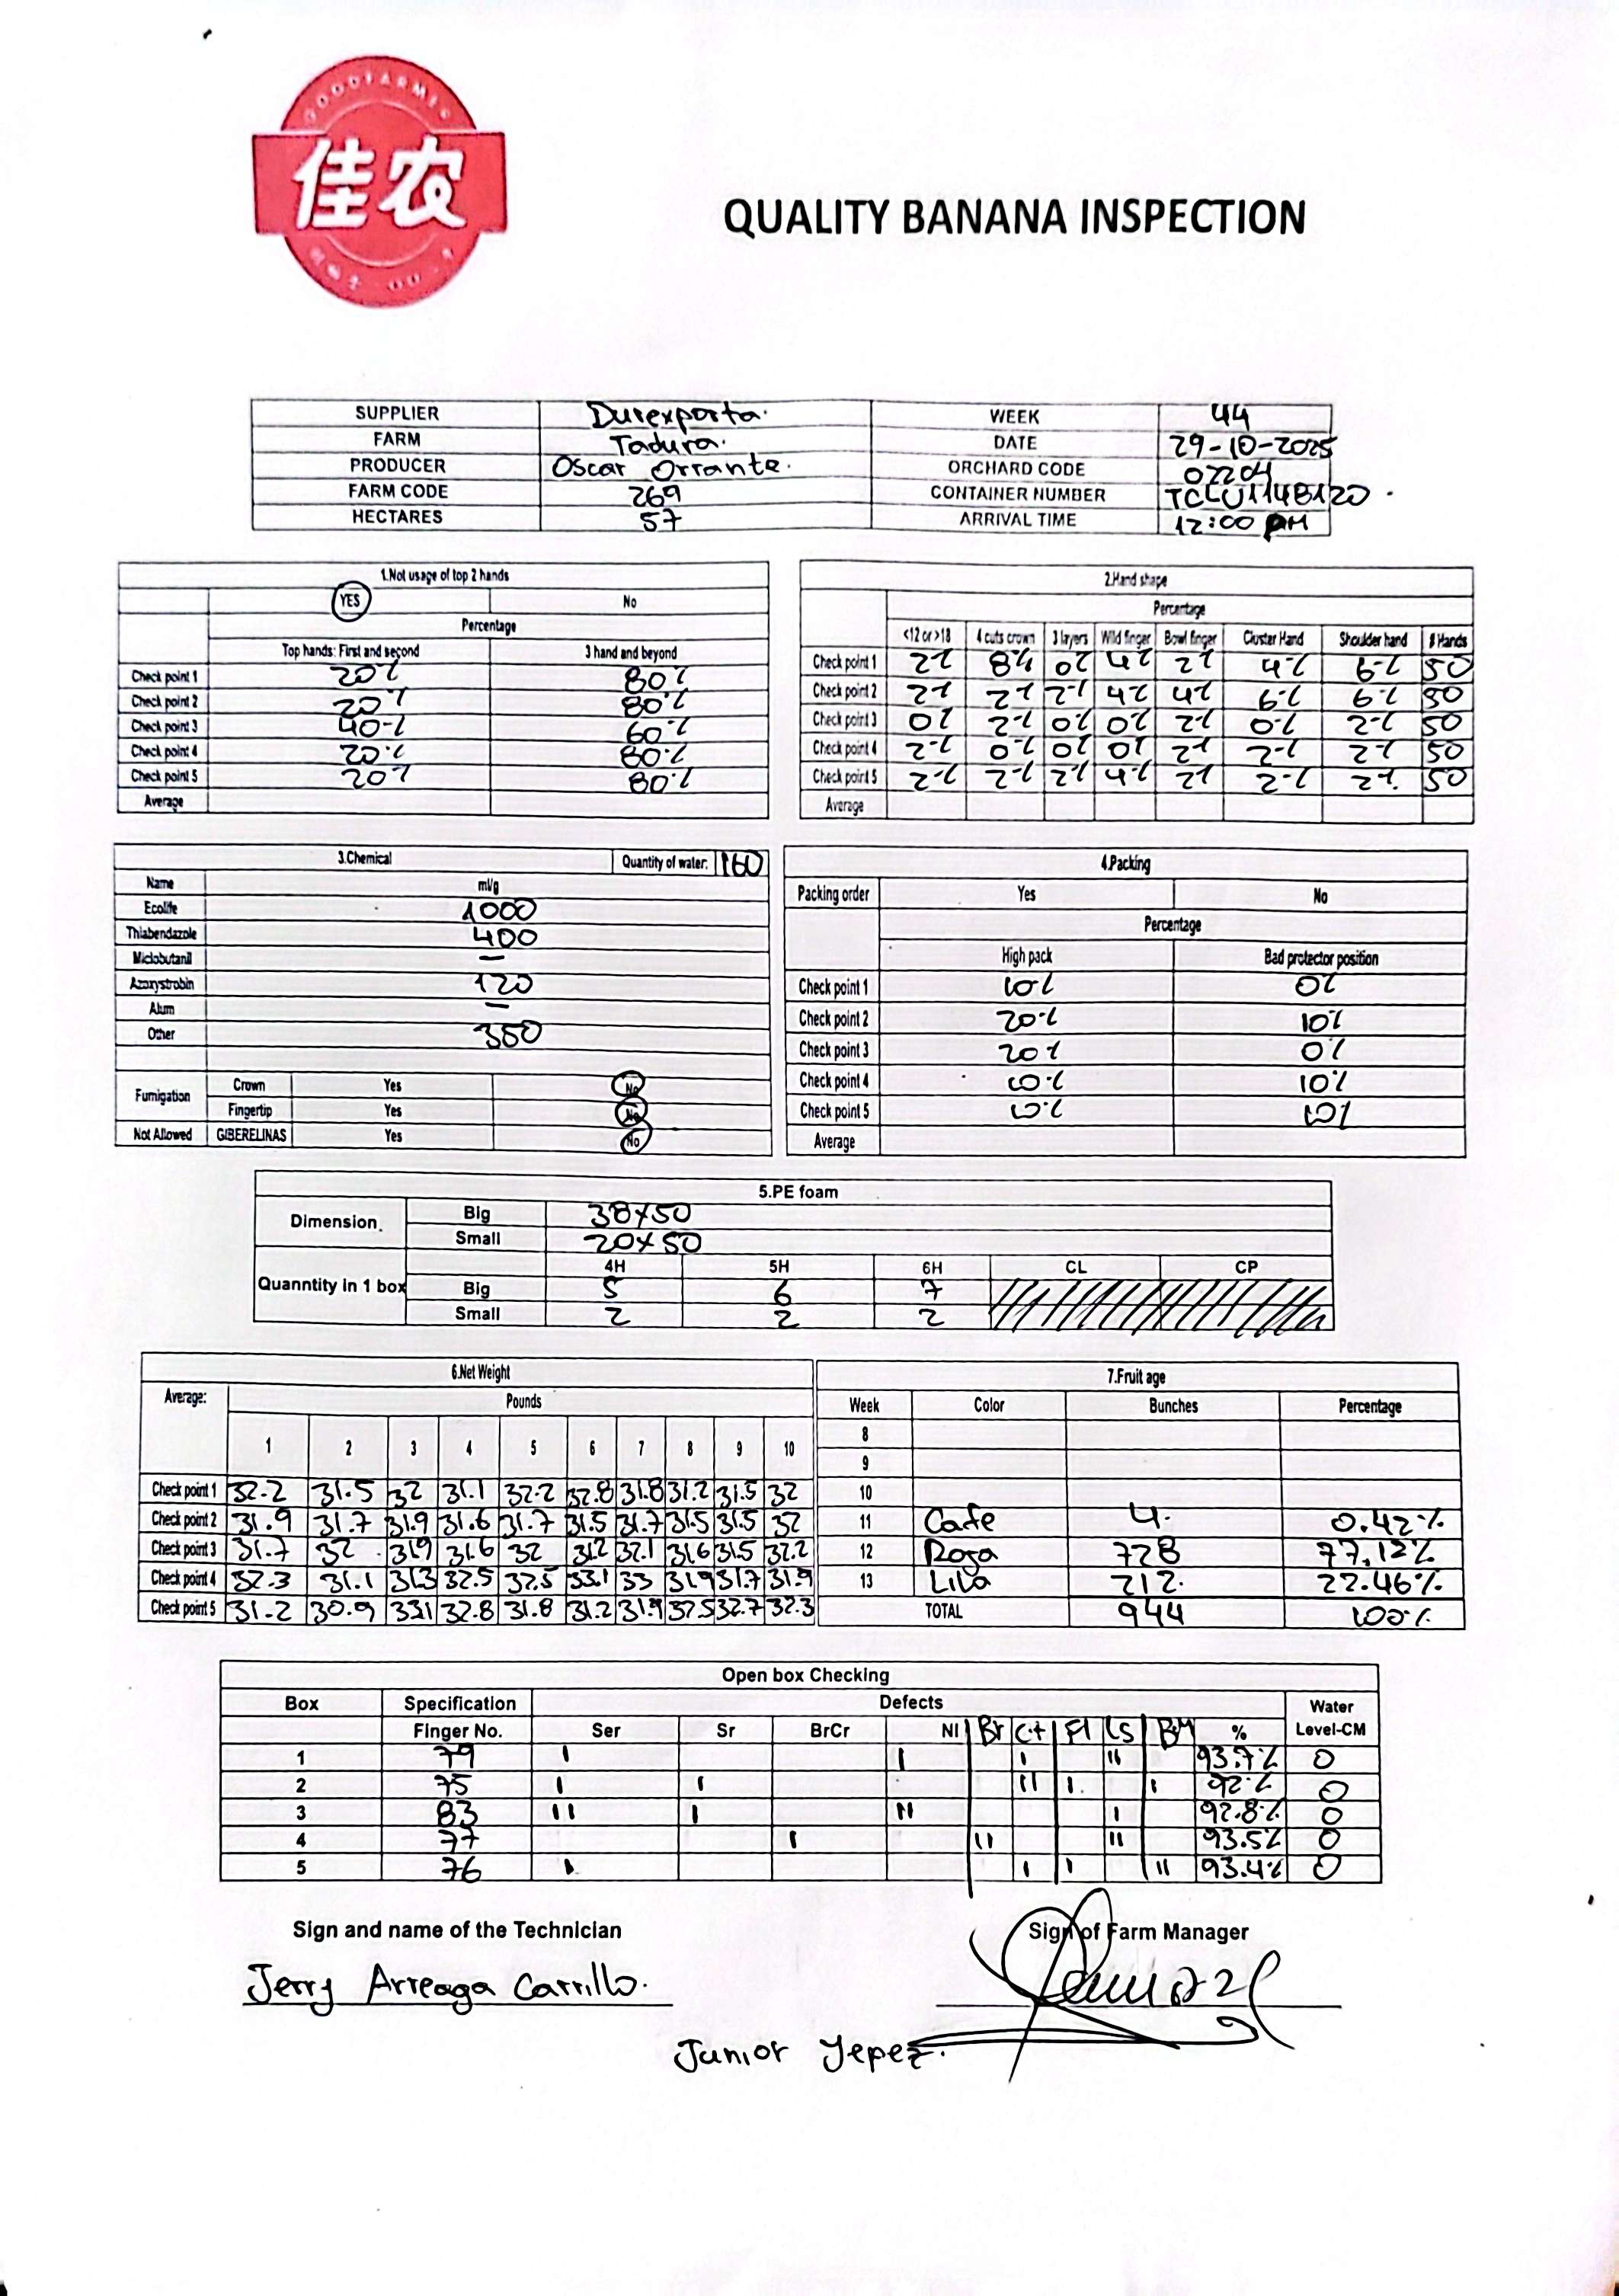 GOODFARMER
佳农
QUALITY BANANA INSPECTION
SUPPLIER Durexporta. WEEK 44
FARM Tadura. DATE 29-10-2025
PRODUCER Oscar Orrante. ORCHARD CODE 02204
FARM CODE 269 CONTAINER NUMBER TCLU1148120
HECTARES 57 ARRIVAL TIME 12:00 PM
1.Not usage of top 2 hands
YES No
Percentage
Top hands: First and second 3 hand and beyond
Check point 1 20% 80%
Check point 2 20% 80%
Check point 3 40% 60%
Check point 4 20% 80%
Check point 5 20% 80%
Average
2.Hand shape
Percentage
<12 or >18 4 cuts crown 3 layers Wild finger Bowl finger Cluster Hand Shoulder hand # Hands
Check point 1 2% 8% 0% 4% 2% 4% 6% 50
Check point 2 2% 2% 2% 4% 4% 6% 6% 50
Check point 3 0% 2% 0% 0% 2% 0% 2% 50
Check point 4 2% 0% 0% 0% 2% 2% 2% 50
Check point 5 2% 2% 2% 4% 2% 2% 2% 50
Average
3.Chemical Quantity of water: 160
Name ml/g
Ecolife 1000
Thiabendazole 400
Miclobutanil —
Azoxystrobin 120
Alum —
Other 350
Fumigation Crown Yes No
Fingertip Yes No
Not Allowed GIBERELINAS Yes No
4.Packing
Packing order Yes No
Percentage
High pack Bad protector position
Check point 1 10% 0%
Check point 2 20% 10%
Check point 3 20% 0%
Check point 4 10% 10%
Check point 5 10% 10%
Average
5.PE foam
Dimension. Big 38x50
Small 20x50
4H 5H 6H CL CP
Quanntity in 1 box Big 5 6 7
Small 2 2 2
6.Net Weight
Average: Pounds
1 2 3 4 5 6 7 8 9 10
Check point 1 32.2 31.5 32 31.1 32.2 32.8 31.8 31.2 31.5 32
Check point 2 31.9 31.7 31.9 31.6 31.7 31.5 31.7 31.5 31.5 32
Check point 3 31.7 32 31.9 31.6 32 31.2 32.1 31.6 31.5 32.2
Check point 4 32.3 31.1 31.3 32.5 32.5 33.1 33 31.9 31.7 31.9
Check point 5 31.2 30.9 33.1 32.8 31.8 31.2 31.9 32.5 32.7 32.3
7.Fruit age
Week Color Bunches Percentage
8
9
10
11 Cafe 4. 0.42%
12 Roja 728 77.12%
13 Lila 212. 22.46%
TOTAL 944 100%
Open box Checking
Box Specification Defects Water
Finger No. Ser Sr BrCr NI Br Ct Fl LS BM % Level-CM
1 79 I I I II 93.7% 0
2 75 I I II I. I 92% 0
3 83 II I II I 92.8% 0
4 77 I II II 93.5% 0
5 76 I I I II 93.4% 0
Sign and name of the Technician Sign of Farm Manager
Jerry Arreaga Carrillo.
Junior Yepez.